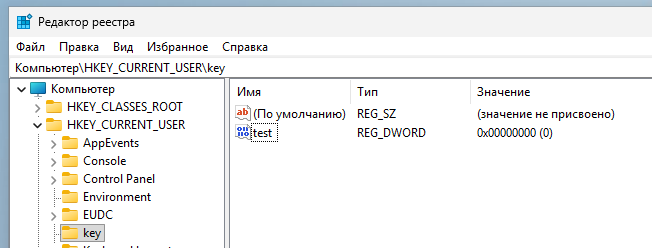 Редактор реестра
Файл Правка Вид Избранное Справка
Компьютер\HKEY_CURRENT_USER\key
Компьютер
HKEY_CLASSES_ROOT
HKEY_CURRENT_USER
AppEvents
Console
Control Panel
Environment
EUDC
key
Имя Тип Значение
(По умолчанию) REG_SZ (значение не присвоено)
test REG_DWORD 0x00000000 (0)